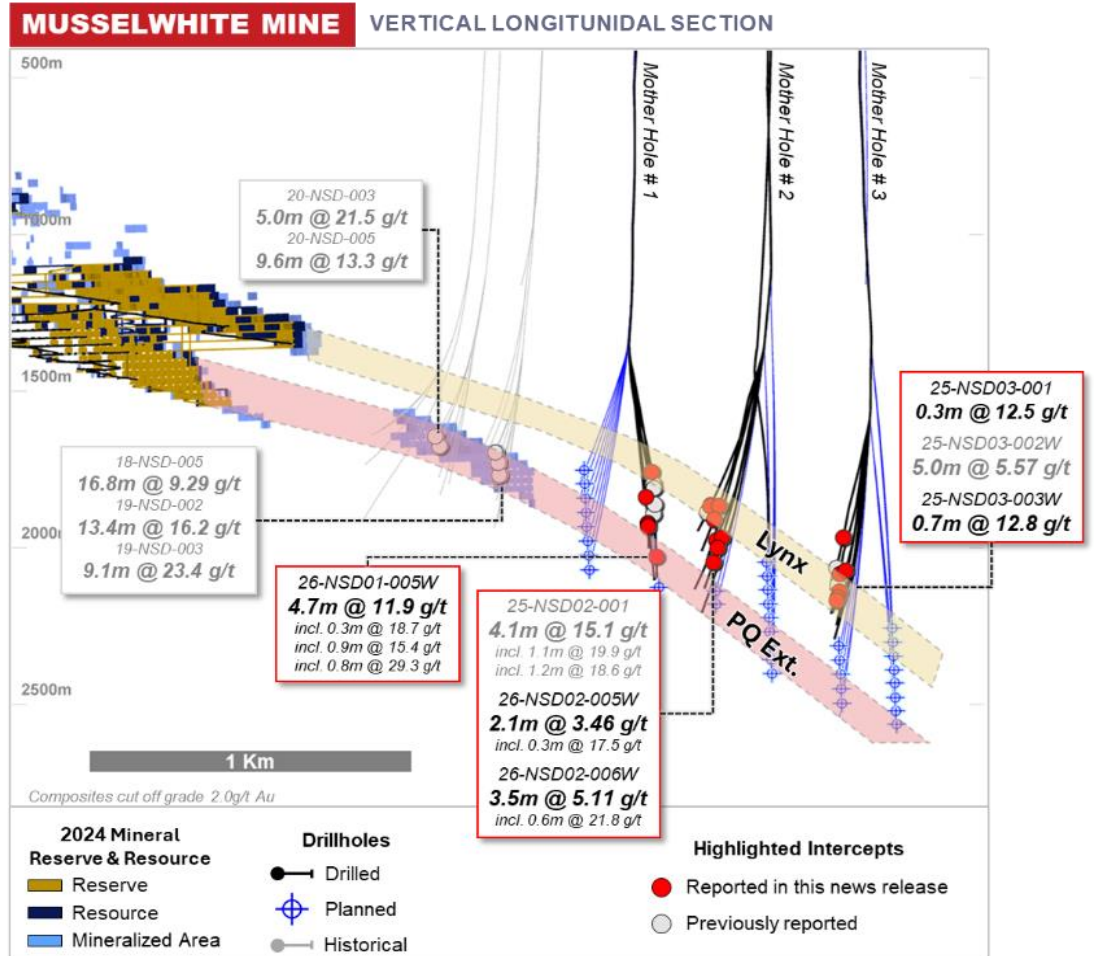 MUSSELWHITE MINE
VERTICAL LONGITUNIDAL SECTION
500m
1000m
1500m
2000m
2500m
Mother Hole # 1
Mother Hole # 2
Mother Hole # 3
20-NSD-003
5.0m @ 21.5 g/t
20-NSD-005
9.6m @ 13.3 g/t
18-NSD-005
16.8m @ 9.29 g/t
19-NSD-002
13.4m @ 16.2 g/t
19-NSD-003
9.1m @ 23.4 g/t
25-NSD03-001
0.3m @ 12.5 g/t
25-NSD03-002W
5.0m @ 5.57 g/t
25-NSD03-003W
0.7m @ 12.8 g/t
Lynx
PQ Ext.
26-NSD01-005W
4.7m @ 11.9 g/t
incl. 0.3m @ 18.7 g/t
incl. 0.9m @ 15.4 g/t
incl. 0.8m @ 29.3 g/t
25-NSD02-001
4.1m @ 15.1 g/t
incl. 1.1m @ 19.9 g/t
incl. 1.2m @ 18.6 g/t
26-NSD02-005W
2.1m @ 3.46 g/t
incl. 0.3m @ 17.5 g/t
26-NSD02-006W
3.5m @ 5.11 g/t
incl. 0.6m @ 21.8 g/t
1 Km
Composites cut off grade 2.0g/t Au
2024 Mineral
Reserve & Resource
Reserve
Resource
Mineralized Area
Drillholes
Drilled
Planned
Historical
Highlighted Intercepts
Reported in this news release
Previously reported